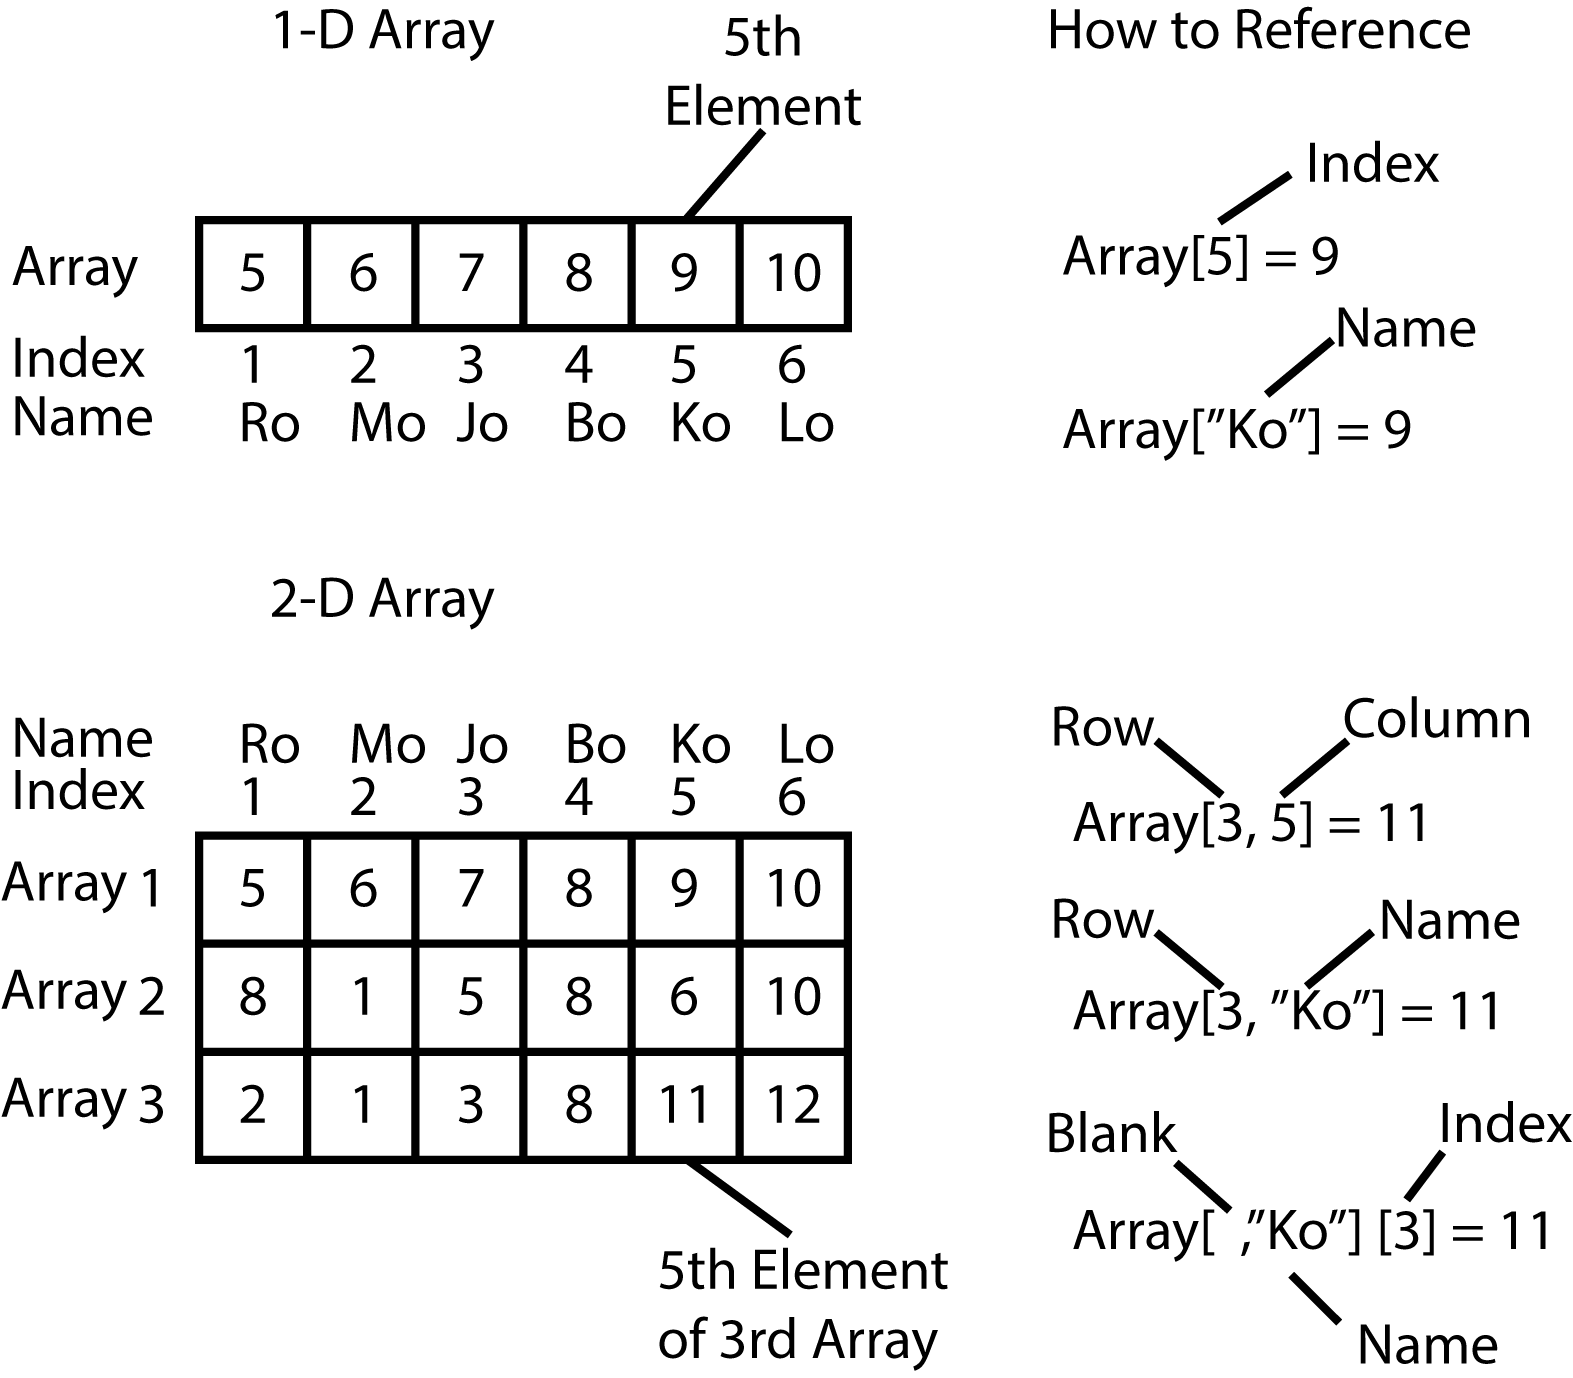 1-D Array
5th
Element
How to Reference
Array 5 6 7 8 9 10
Index 1 2 3 4 5 6
Name Ro Mo Jo Bo Ko Lo
Index
Array[5] = 9
Name
Array[”Ko”] = 9
2-D Array
Name Ro Mo Jo Bo Ko Lo
Index 1 2 3 4 5 6
Array 1 5 6 7 8 9 10
Array 2 8 1 5 8 6 10
Array 3 2 1 3 8 11 12
5th Element
of 3rd Array
Row Column
Array[3, 5] = 11
Row Name
Array[3, ”Ko”] = 11
Blank Index
Array[ ,”Ko”] [3] = 11
Name